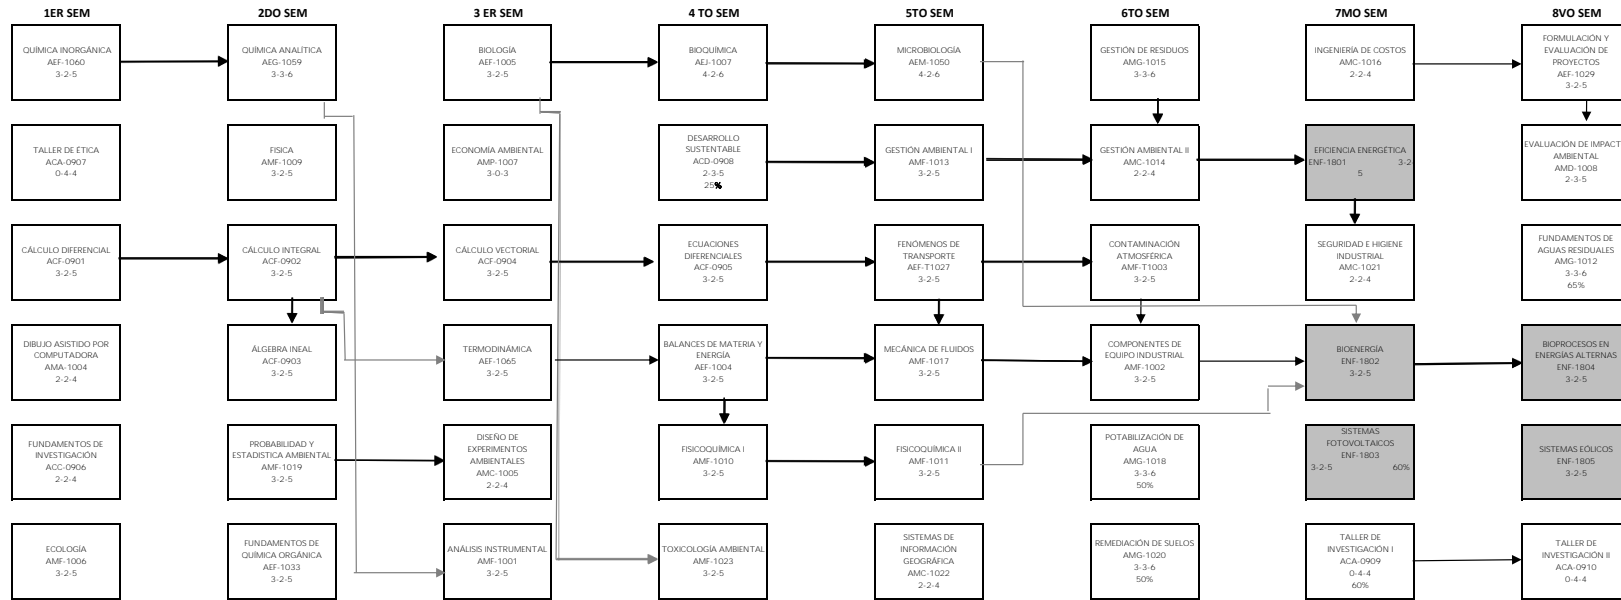 1ER SEM
2DO SEM
3 ER SEM
4 TO SEM
5TO SEM
6TO SEM
7MO SEM
8VO SEM
QUÍMICA INORGÁNICA
AEF-1060
3-2-5
QUÍMICA ANALÍTICA
AEG-1059
3-3-6
BIOLOGÍA
AEF-1005
3-2-5
BIOQUÍMICA
AEJ-1007
4-2-6
MICROBIOLOGÍA
AEM-1050
4-2-6
GESTIÓN DE RESIDUOS
AMG-1015
3-3-6
INGENIERÍA DE COSTOS
AMC-1016
2-2-4
FORMULACIÓN Y
EVALUACIÓN DE
PROYECTOS
AEF-1029
3-2-5
TALLER DE ÉTICA
ACA-0907
0-4-4
FISICA
AMF-1009
3-2-5
ECONOMÍA AMBIENTAL
AMP-1007
3-0-3
DESARROLLO
SUSTENTABLE
ACD-0908
2-3-5
25%
GESTIÓN AMBIENTAL I
AMF-1013
3-2-5
GESTIÓN AMBIENTAL II
AMC-1014
2-2-4
EFICIENCIA ENERGÉTICA
ENF-1801 3-2-
5
EVALUACIÓN DE IMPACT
AMBIENTAL
AMD-1008
2-3-5
CÁLCULO DIFERENCIAL
ACF-0901
3-2-5
CÁLCULO INTEGRAL
ACF-0902
3-2-5
CÁLCULO VECTORIAL
ACF-0904
3-2-5
ECUACIONES
DIFERENCIALES
ACF-0905
3-2-5
FENÓMENOS DE
TRANSPORTE
AEF-T1027
3-2-5
CONTAMINACIÓN
ATMOSFÉRICA
AMF-T1003
3-2-5
SEGURIDAD E HIGIENE
INDUSTRIAL
AMC-1021
2-2-4
FUNDAMENTOS DE
AGUAS RESIDUALES
AMG-1012
3-3-6
65%
DIBUJO ASISTIDO POR
COMPUTADORA
AMA-1004
2-2-4
ÁLGEBRA INEAL
ACF-0903
3-2-5
TERMODINÁMICA
AEF-1065
3-2-5
BALANCES DE MATERIA Y
ENERGÍA
AEF-1004
3-2-5
MECÁNICA DE FLUIDOS
AMF-1017
3-2-5
COMPONENTES DE
EQUIPO INDUSTRIAL
AMF-1002
3-2-5
BIOENERGÍA
ENF-1802
3-2-5
BIOPROCESOS EN
ENERGÍAS ALTERNAS
ENF-1804
3-2-5
FUNDAMENTOS DE
INVESTIGACIÓN
ACC-0906
2-2-4
PROBABILIDAD Y
ESTADISTICA AMBIENTAL
AMF-1019
3-2-5
DISEÑO DE
EXPERIMENTOS
AMBIENTALES
AMC-1005
2-2-4
FISICOQUÍMICA I
AMF-1010
3-2-5
FISICOQUÍMICA II
AMF-1011
3-2-5
POTABILIZACIÓN DE
AGUA
AMG-1018
3-3-6
50%
SISTEMAS
FOTOVOLTAICOS
ENF-1803
3-2-5 60%
SISTEMAS EÓLICOS
ENF-1805
3-2-5
ECOLOGÍA
AMF-1006
3-2-5
FUNDAMENTOS DE
QUÍMICA ORGÁNICA
AEF-1033
3-2-5
ANÁLISIS INSTRUMENTAL
AMF-1001
3-2-5
TOXICOLOGÍA AMBIENTAL
AMF-1023
3-2-5
SISTEMAS DE
INFORMACIÓN
GEOGRÁFICA
AMC-1022
2-2-4
REMEDIACIÓN DE SUELOS
AMG-1020
3-3-6
50%
TALLER DE
INVESTIGACIÓN I
ACA-0909
0-4-4
60%
TALLER DE
INVESTIGACIÓN II
ACA-0910
0-4-4